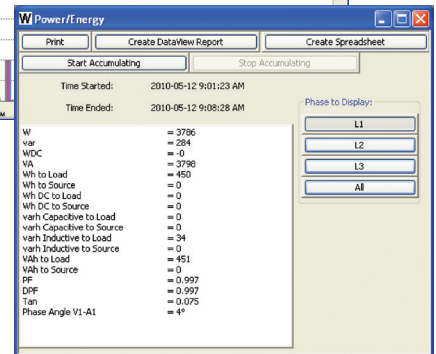 W Power/Energy
Print Create DataView Report Create Spreadsheet
Start Accumulating Stop Accumulating
Time Started: 2010-05-12 9:01:23 AM
Time Ended: 2010-05-12 9:08:28 AM
Phase to Display:
L1
L2
L3
All
W = 3786
var = 284
WDC = -0
VA = 3798
Wh to Load = 450
Wh to Source = 0
Wh DC to Load = 0
Wh DC to Source = 0
varh Capacitive to Load = 0
varh Capacitive to Source = 0
varh Inductive to Load = 34
varh Inductive to Source = 0
VAh to Load = 451
VAh to Source = 0
PF = 0.997
DPF = 0.997
Tan = 0.075
Phase Angle V1-A1 = 4°